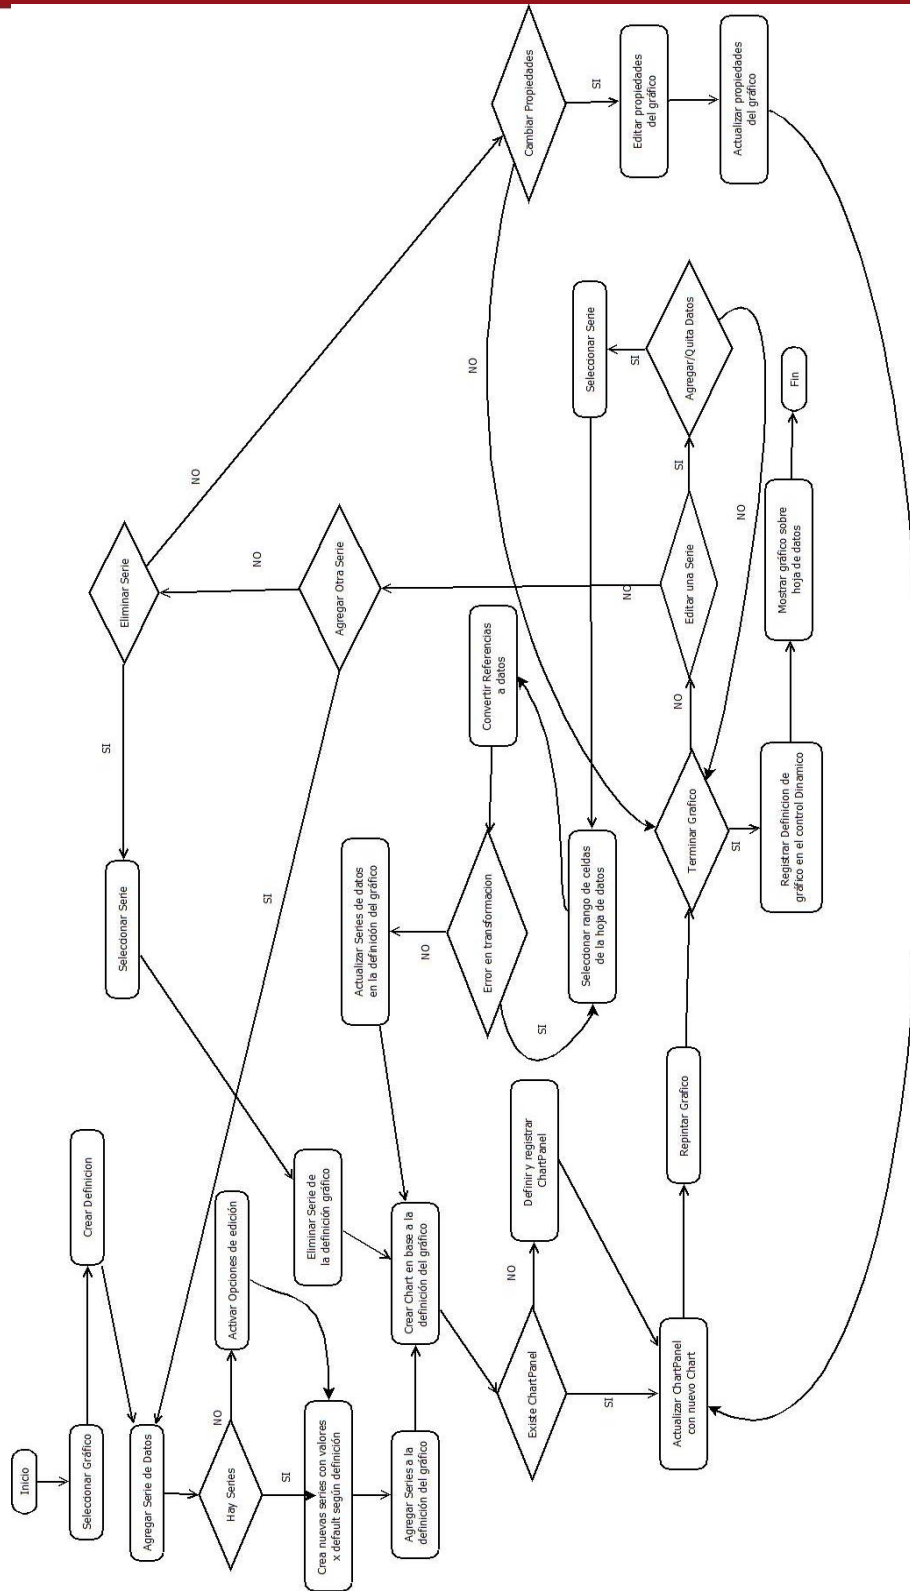 Inicio
Seleccionar Gráfico
Crear Definicion
Agregar Serie de Datos
Hay Series
NO
SI
Activar Opciones de edición
Crea nuevas series con valores
x default según definición
Agregar Series a la
definición del gráfico
Crear Chart en base a la
definición del gráfico
Eliminar Serie de
la definición gráfico
Seleccionar Serie
SI
Eliminar Serie
NO
Agregar Otra Serie
NO
SI
Actualizar Series de datos
en la definición del gráfico
NO
Error en transformacion
SI
Convertir Referencias
a datos
Seleccionar rango de celdas
de la hoja de datos
Existe ChartPanel
NO
SI
Definir y registrar
ChartPanel
Actualizar ChartPanel
con nuevo Chart
Repintar Grafico
Terminar Grafico
NO
SI
Editar una Serie
NO
SI
Agregar/Quita Datos
SI
NO
Seleccionar Serie
Registrar Definicion de
gráfico en el control Dinamico
Mostrar gráfico sobre
hoja de datos
Fin
Cambiar Propiedades
NO
SI
Editar propiedades
del gráfico
Actualizar propiedades
del gráfico